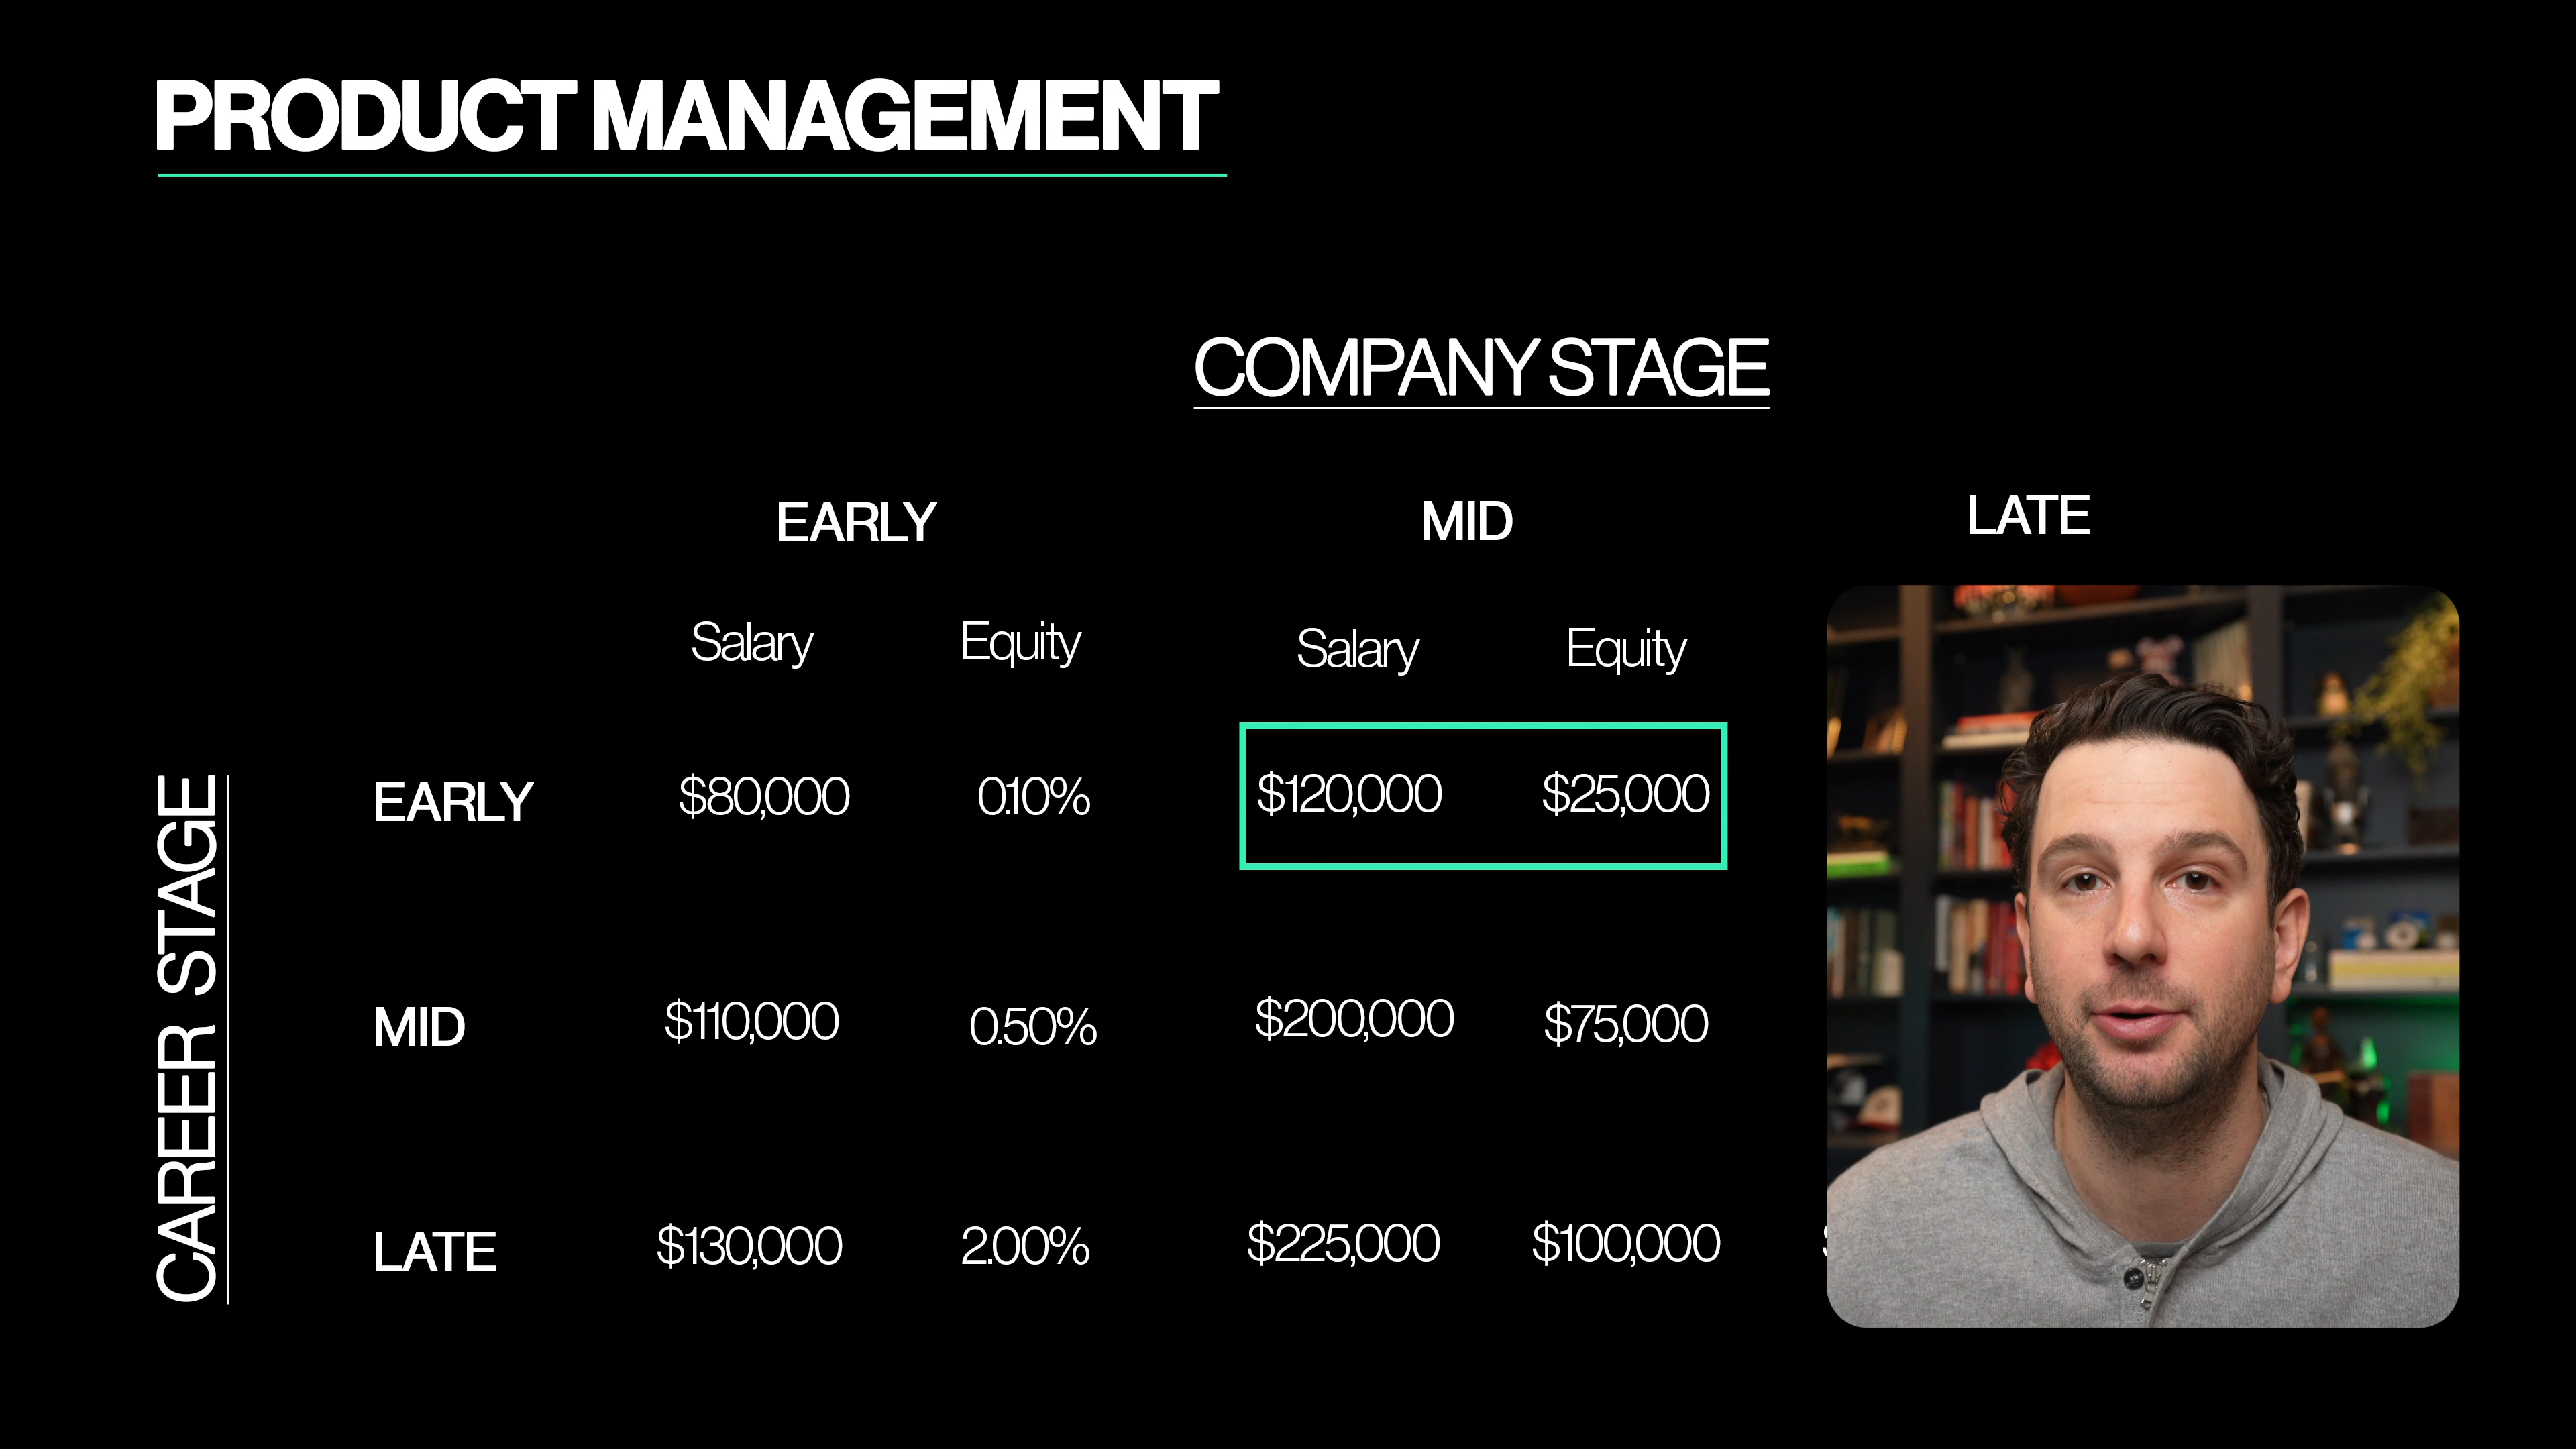 PRODUCT MANAGEMENT
COMPANY STAGE
EARLY MID LATE
Salary Equity Salary Equity
CAREER STAGE
EARLY $80,000 0.10% $120,000 $25,000
MID $110,000 0.50% $200,000 $75,000
LATE $130,000 2.00% $225,000 $100,000